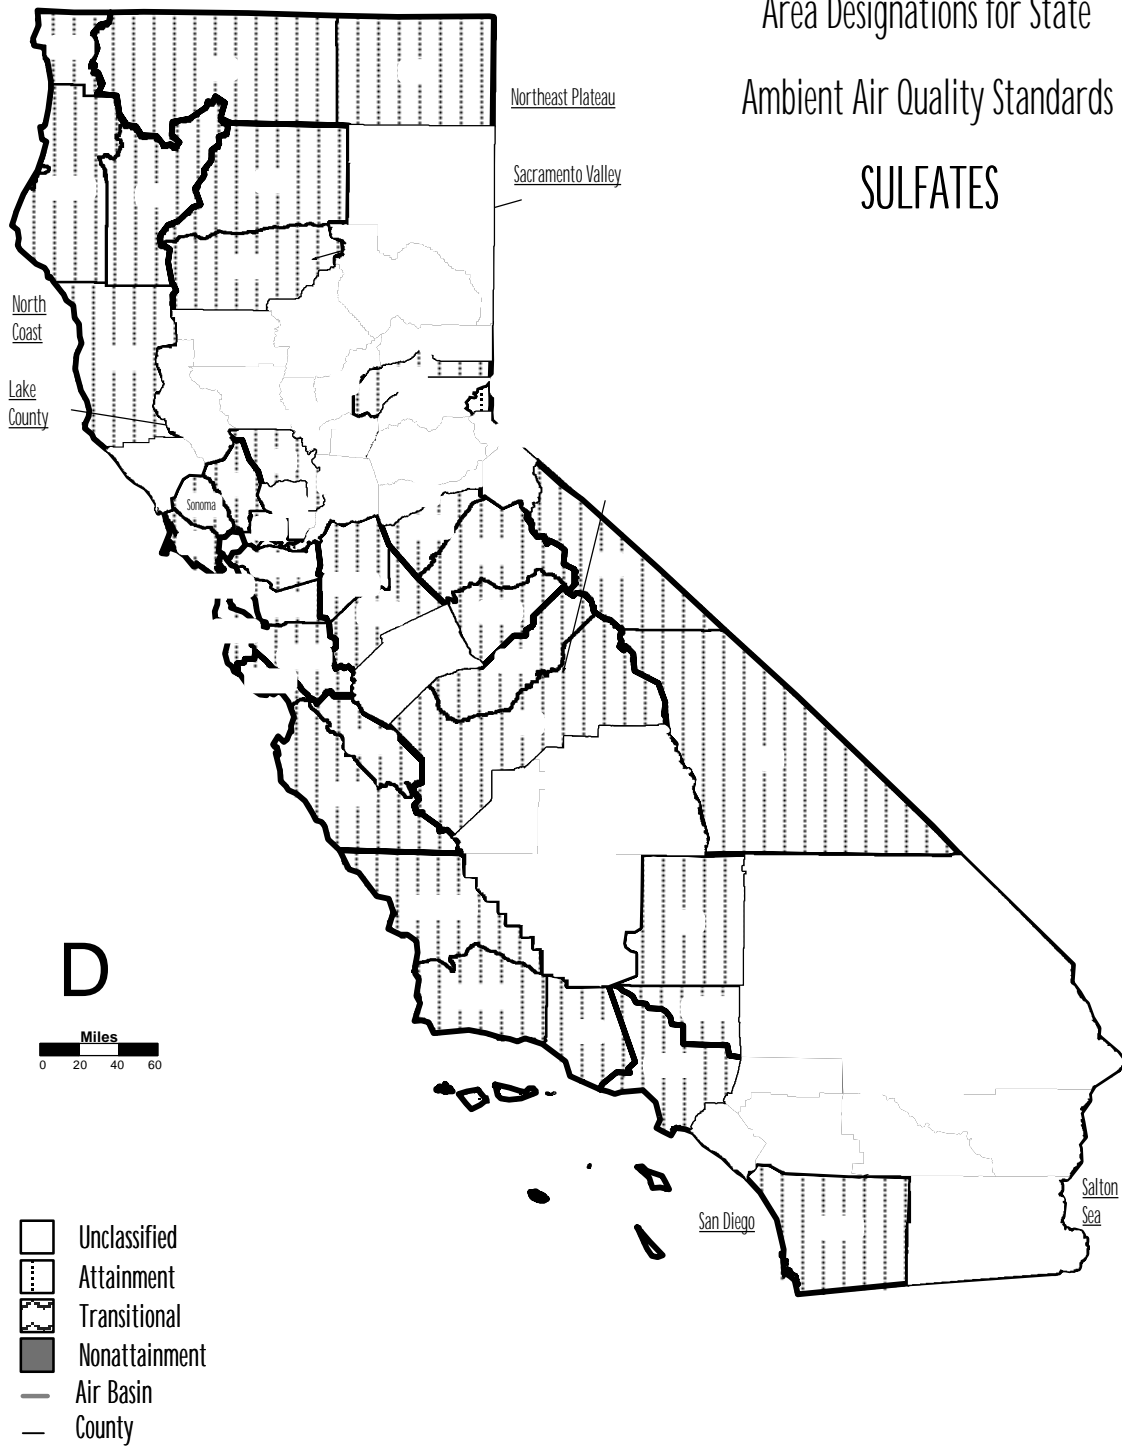 Area Designations for State
Ambient Air Quality Standards
SULFATES
Northeast Plateau
Sacramento Valley
North
Coast
Lake
County
Sonoma
D
Miles
0 20 40 60
Salton
Sea
San Diego
Unclassified
Attainment
Transitional
Nonattainment
Air Basin
County